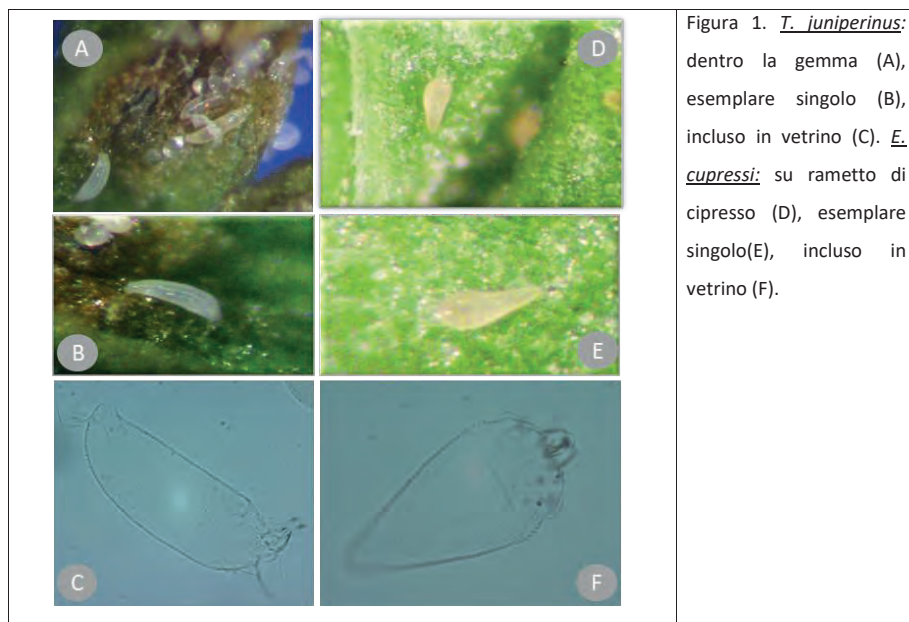 A
D
B
E
C
F
Figura 1. T. juniperinus:
dentro la gemma (A),
esemplare singolo (B),
incluso in vetrino (C). E.
cupressi: su rametto di
cipresso (D), esemplare
singolo(E), incluso in
vetrino (F).